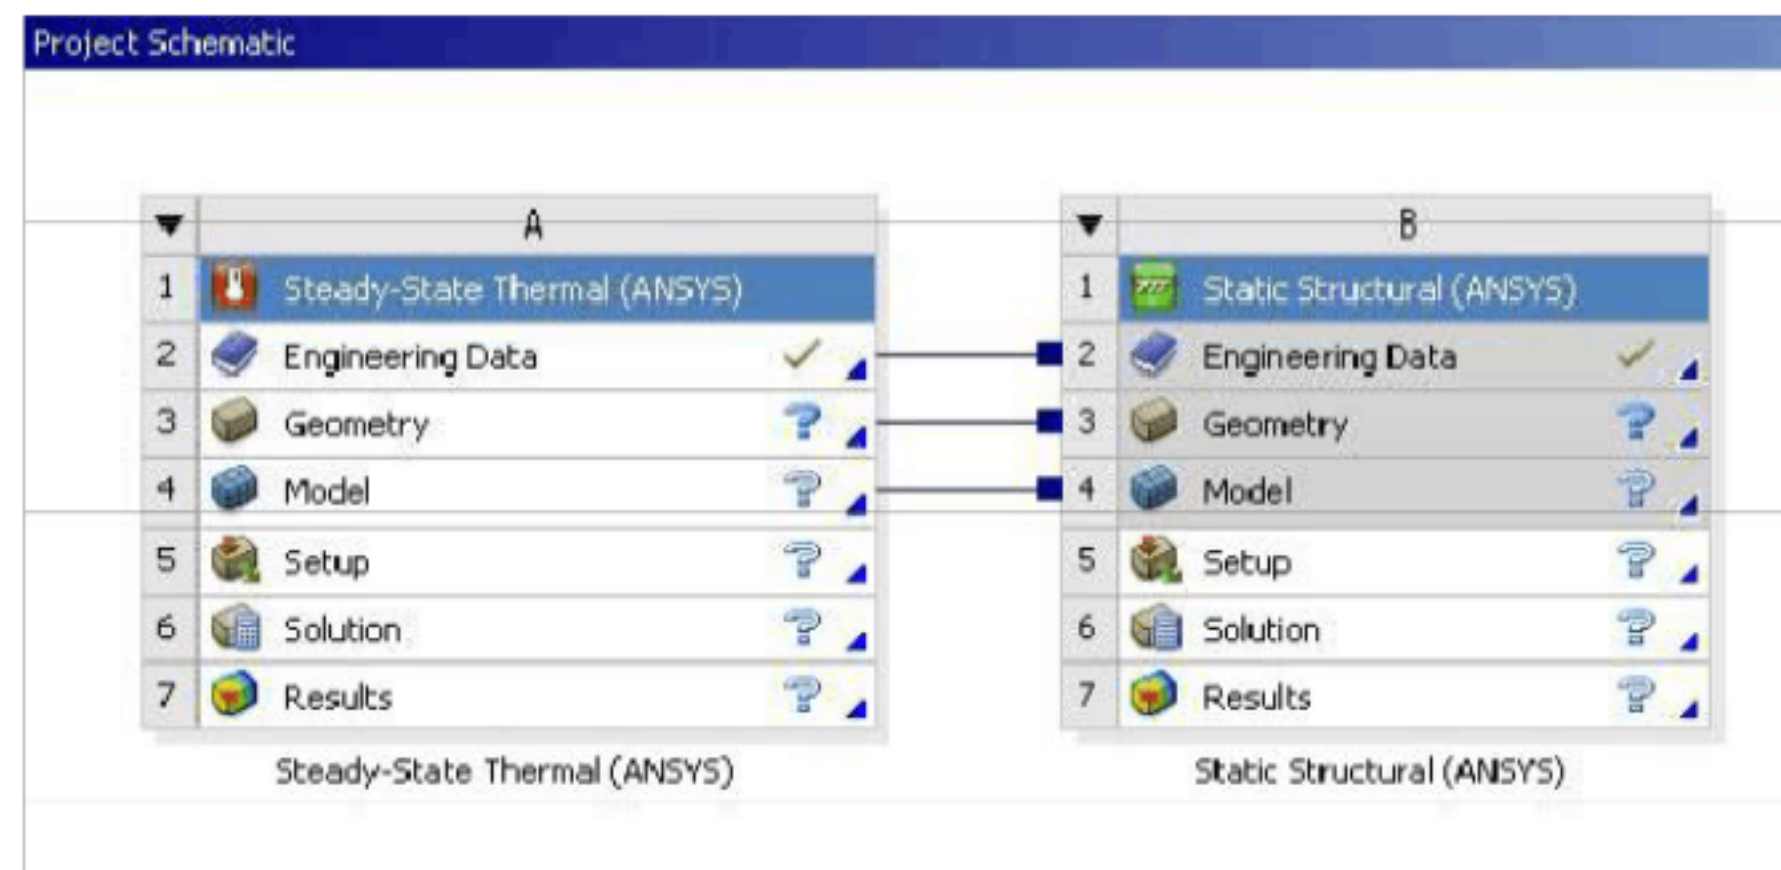 Project Schematic
A
1 Steady-State Thermal (ANSYS)
2 Engineering Data
3 Geometry ?
4 Model ?
5 Setup ?
6 Solution ?
7 Results ?
Steady-State Thermal (ANSYS)
B
1 Static Structural (ANSYS)
2 Engineering Data
3 Geometry ?
4 Model ?
5 Setup ?
6 Solution ?
7 Results ?
Static Structural (ANSYS)